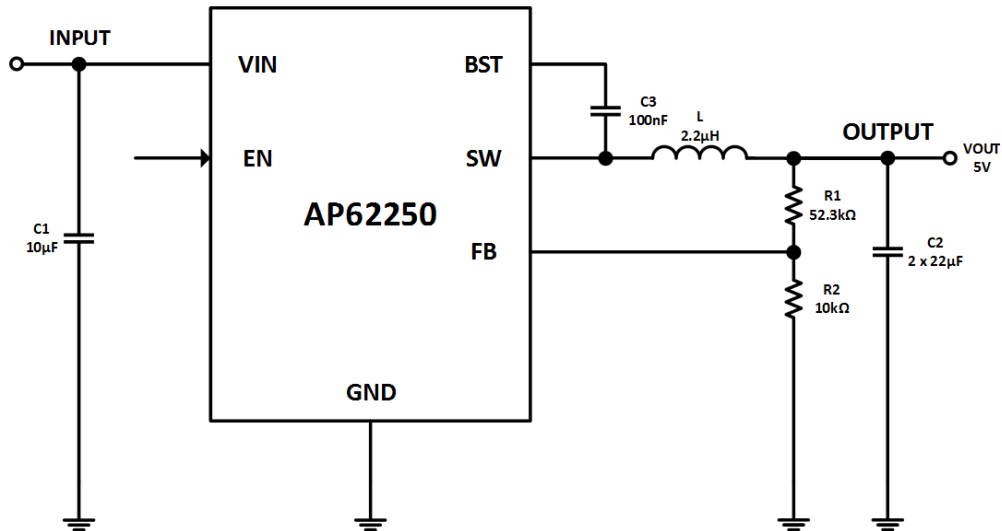 INPUT
VIN
BST
C3
100nF
L
2.2µH
OUTPUT
VOUT
5V
EN
SW
AP62250
R1
52.3kΩ
C1
10µF
FB
C2
2 x 22µF
R2
10kΩ
GND